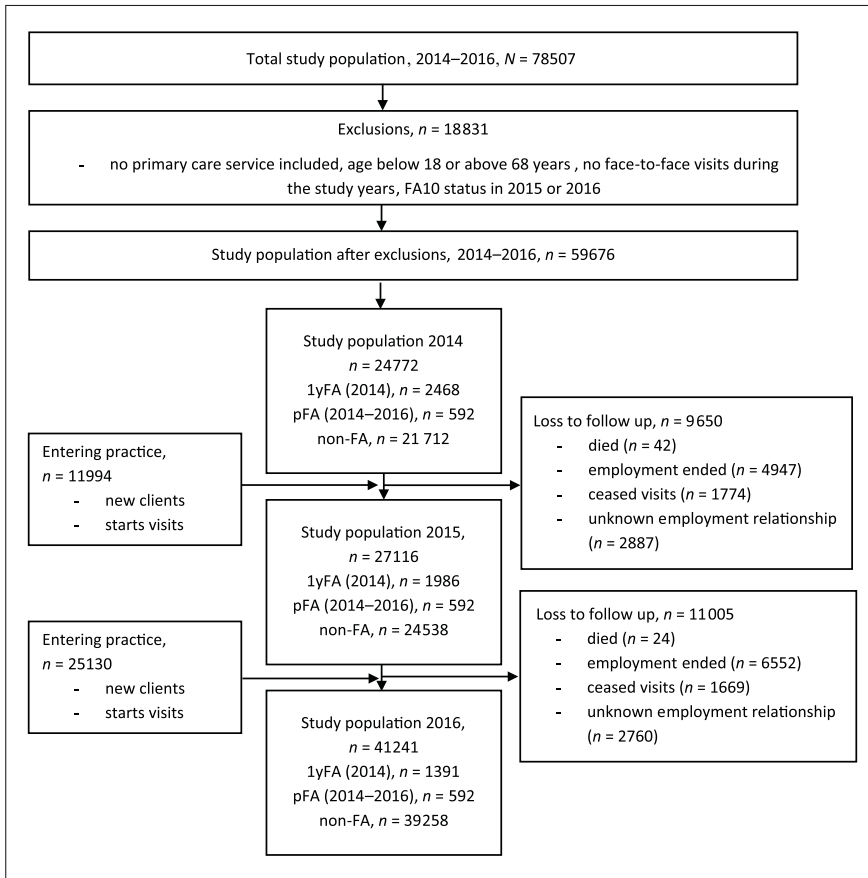 Total study population, 2014–2016, N = 78507
Exclusions, n = 18831
- no primary care service included, age below 18 or above 68 years , no face-to-face visits during
the study years, FA10 status in 2015 or 2016
Study population after exclusions, 2014–2016, n = 59676
Study population 2014
n = 24772
1yFA (2014), n = 2468
pFA (2014–2016), n = 592
non-FA, n = 21 712
Entering practice,
n = 11994
- new clients
- starts visits
Loss to follow up, n = 9650
- died (n = 42)
- employment ended (n = 4947)
- ceased visits (n = 1774)
- unknown employment relationship
(n = 2887)
Study population 2015,
n = 27116
1yFA (2014), n = 1986
pFA (2014–2016), n = 592
non-FA, n = 24538
Entering practice,
n = 25130
- new clients
- starts visits
Loss to follow up, n = 11005
- died (n = 24)
- employment ended (n = 6552)
- ceased visits (n = 1669)
- unknown employment relationship
(n = 2760)
Study population 2016,
n = 41241
1yFA (2014), n = 1391
pFA (2014–2016), n = 592
non-FA, n = 39258